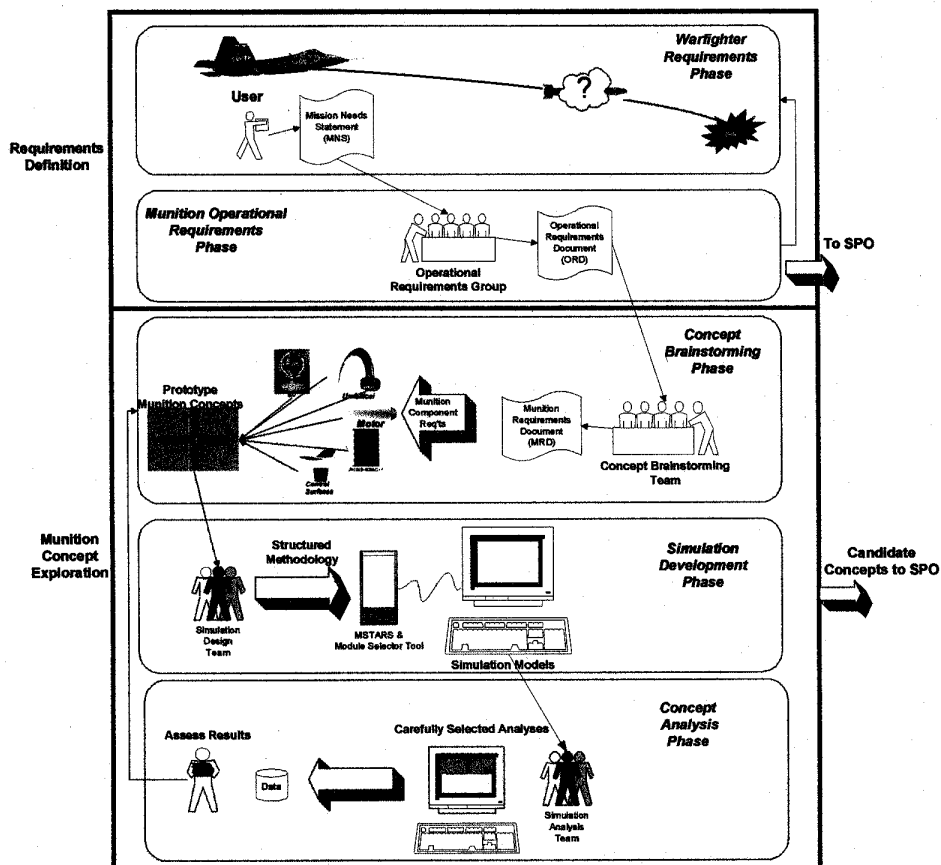 Warfighter
Requirements
Phase
?
User
Mission Needs
Statement
(MNS)
Requirements
Definition
Munition Operational
Requirements
Phase
Operational
Requirements
Document
(ORD)
Operational
Requirements Group
To SPO
Concept
Brainstorming
Phase
Prototype
Munition Concepts
Umbilical
Motor
Control
Surfaces
Munition
Component
Req'ts
Munition
Requirements
Document
(MRD)
Concept Brainstorming
Team
Munition
Concept
Exploration
Structured
Methodology
Simulation
Development
Phase
Candidate
Concepts to SPO
Simulation
Design
Team
MSTARS &
Module Selector Tool
Simulation Models
Concept
Analysis
Phase
Assess Results
Carefully Selected Analyses
Data
Simulation
Analysis
Team